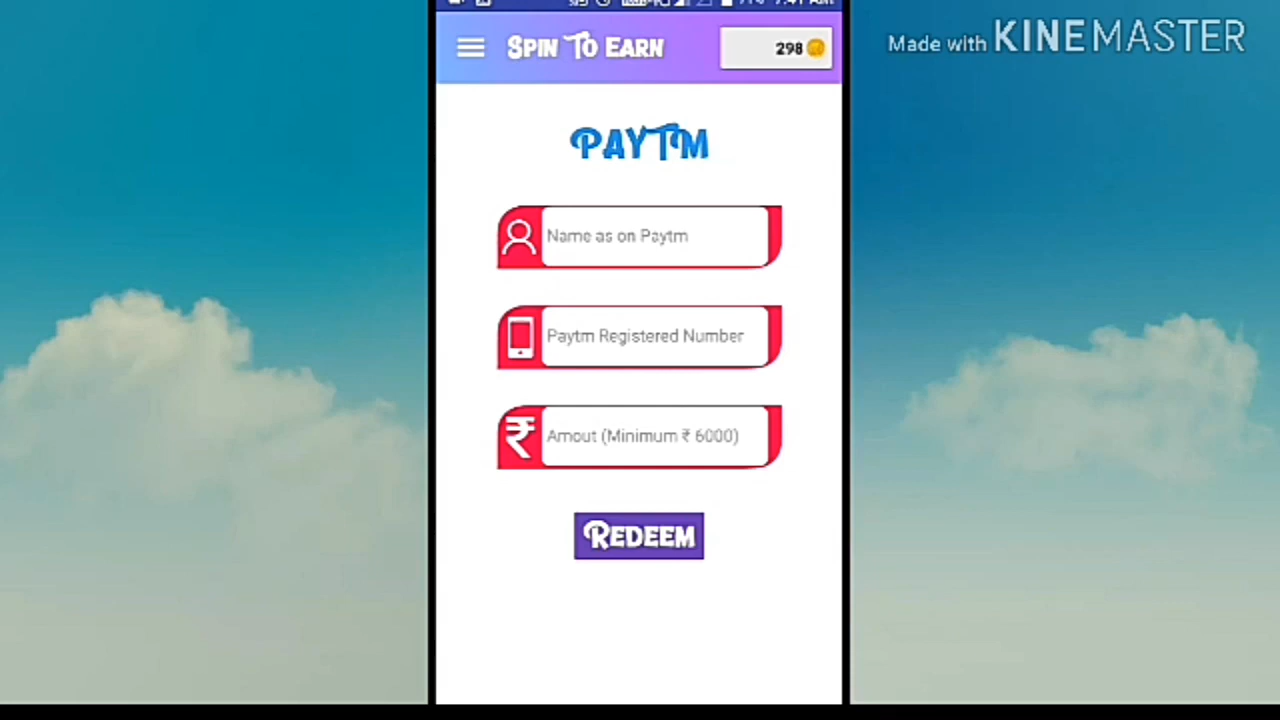 Made with KINEMASTER
Spin To Earn
298
Paytm
Name as on Paytm
Paytm Registered Number
₹ Amout (Minimum ₹ 6000)
Redeem